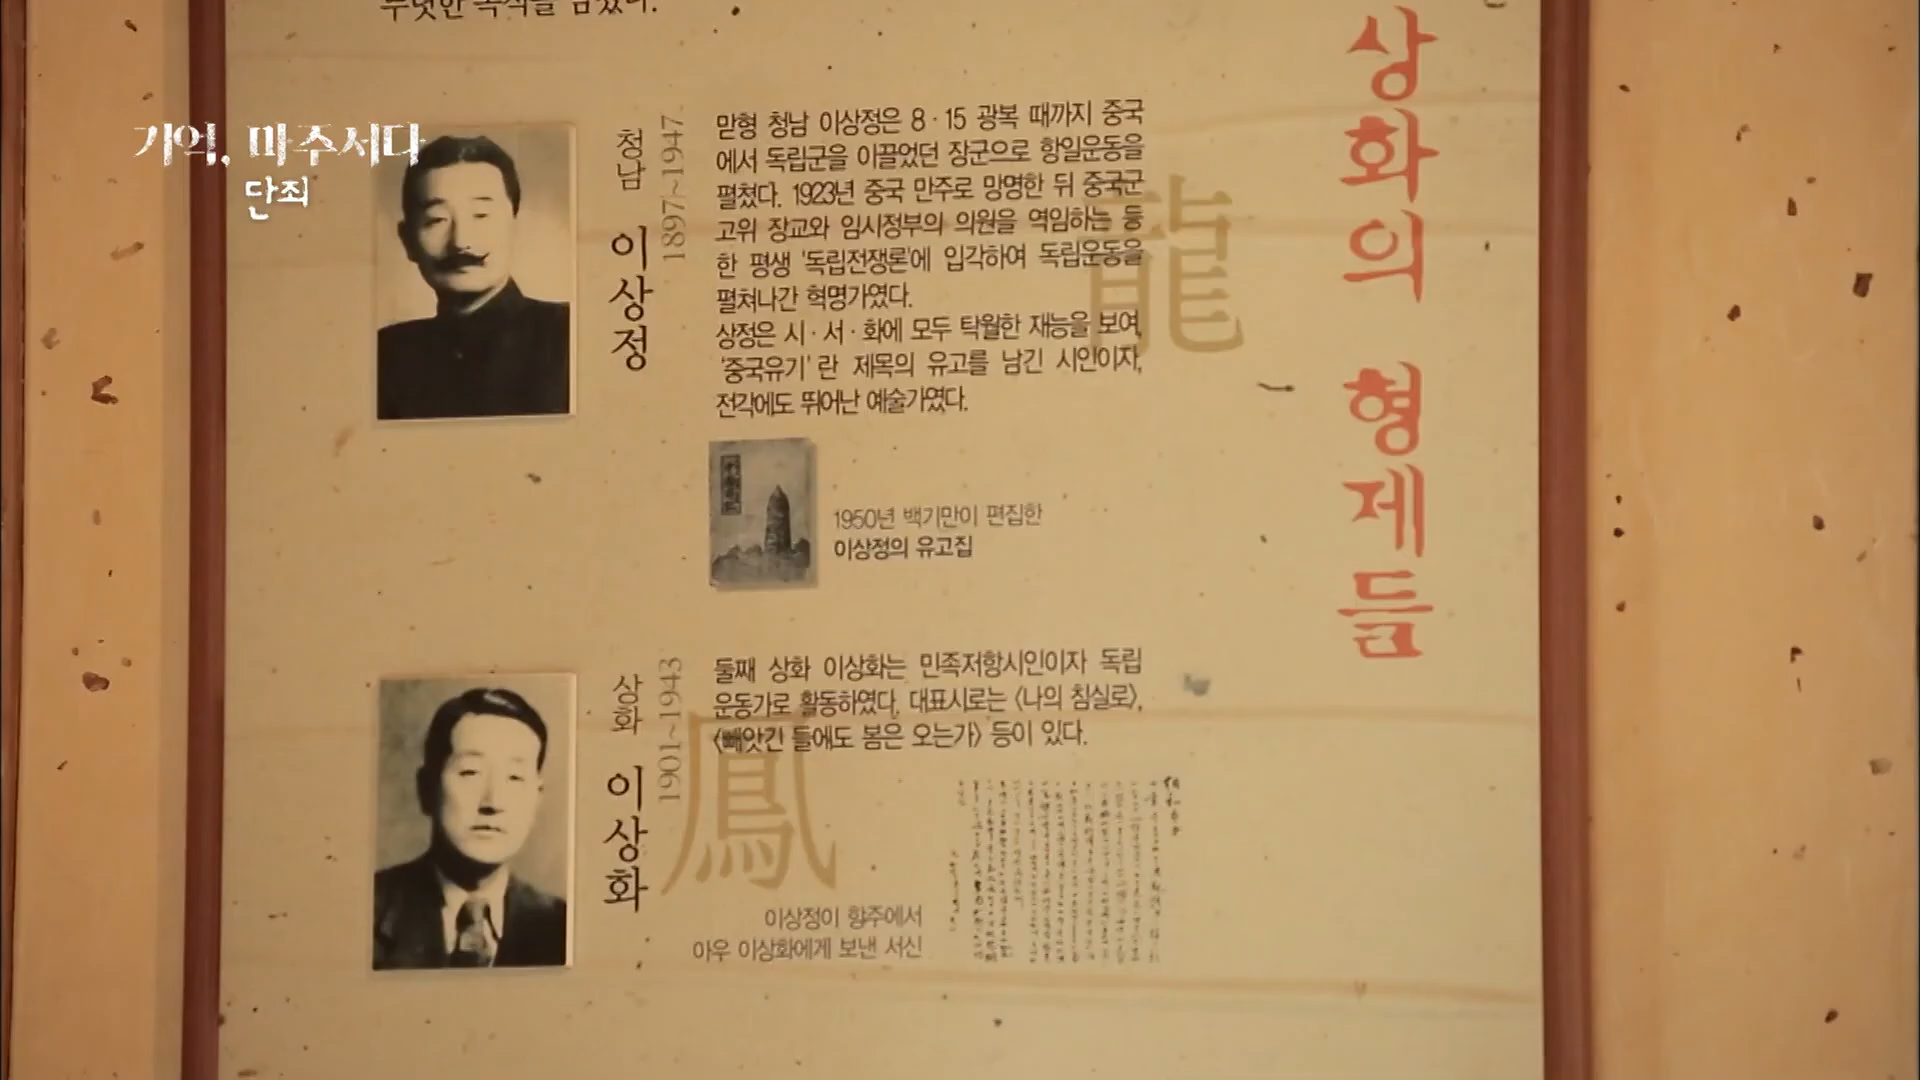 기억, 마주서다
단죄
상화의 형제들
청남 이상정
1897~1947
맏형 청남 이상정은 8·15 광복 때까지 중국
에서 독립군을 이끌었던 장군으로 항일운동을
펼쳤다. 1923년 중국 만주로 망명한 뒤 중국군
고위 장교와 임시정부의 의원을 역임하는 등
한 평생 '독립전쟁론'에 입각하여 독립운동을
펼쳐나간 혁명가였다.
상정은 시·서·화에 모두 탁월한 재능을 보여,
'중국유기'란 제목의 유고를 남긴 시인이자,
전각에도 뛰어난 예술가였다.
龍
1950년 백기만이 편집한
이상정의 유고집
상화 이상화
1901~1943
둘째 상화 이상화는 민족저항시인이자 독립
운동가로 활동하였다. 대표시로는 <나의 침실로>,
<빼앗긴 들에도 봄은 오는가> 등이 있다.
鳳
이상정이 항주에서
아우 이상화에게 보낸 서신